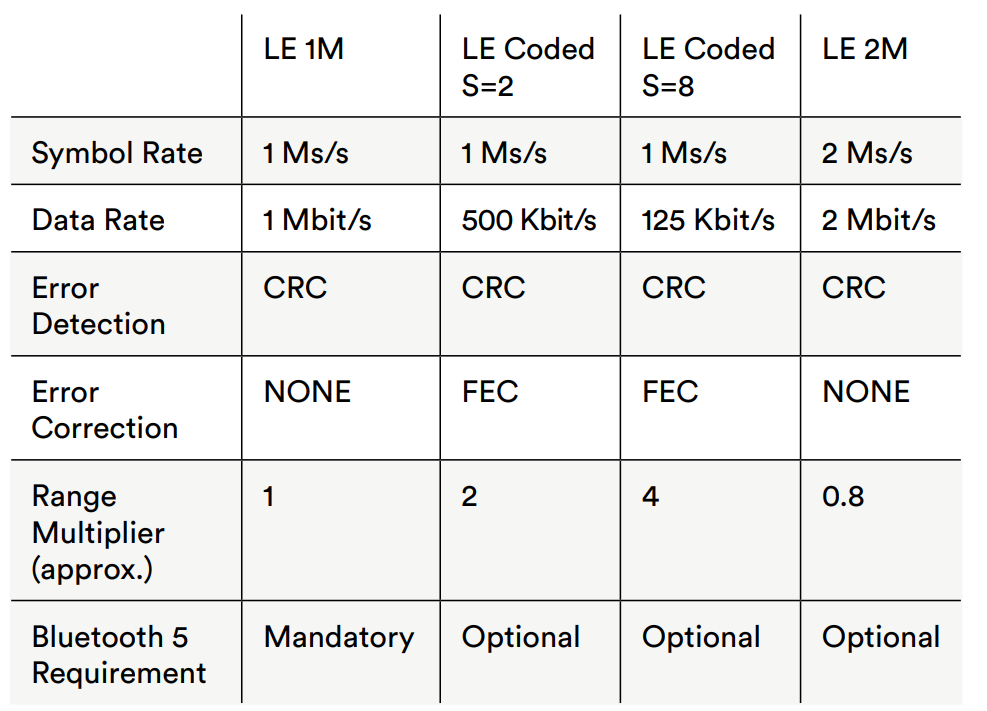 LE 1M
LE Coded
S=2
LE Coded
S=8
LE 2M
Symbol Rate
1 Ms/s
1 Ms/s
1 Ms/s
2 Ms/s
Data Rate
1 Mbit/s
500 Kbit/s
125 Kbit/s
2 Mbit/s
Error
Detection
CRC
CRC
CRC
CRC
Error
Correction
NONE
FEC
FEC
NONE
Range
Multiplier
(approx.)
1
2
4
0.8
Bluetooth 5
Requirement
Mandatory
Optional
Optional
Optional